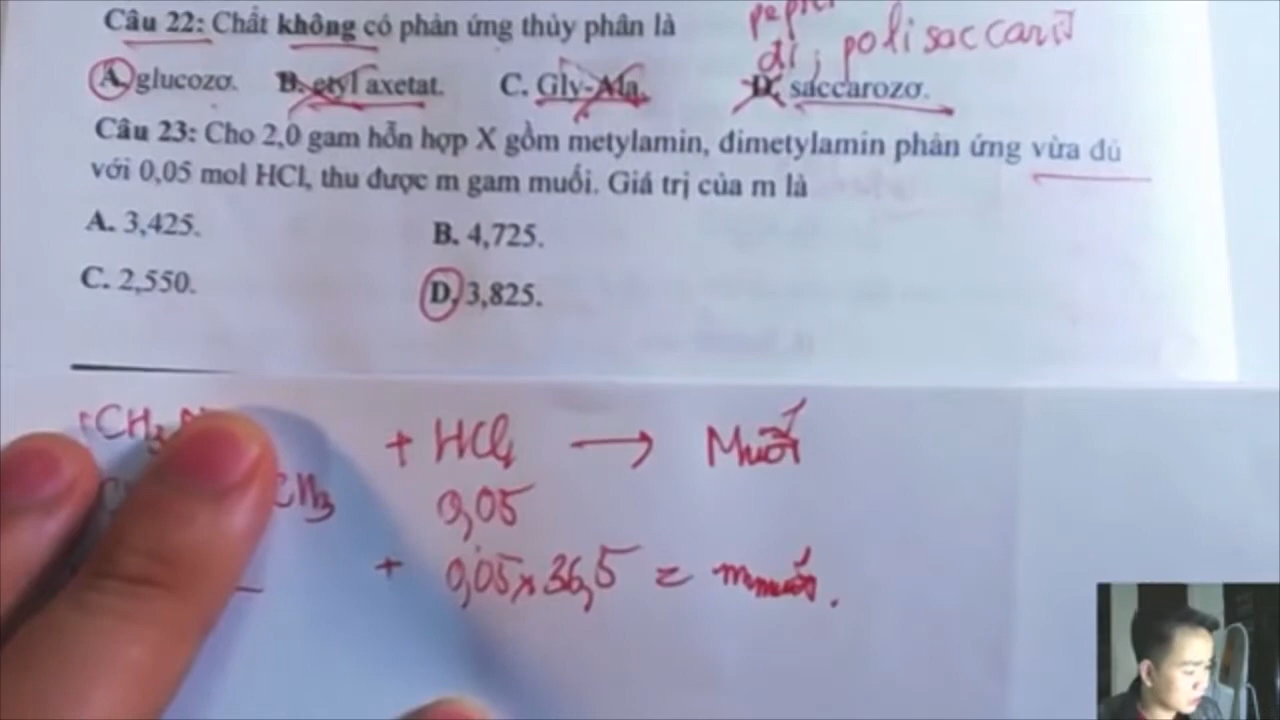 Câu 22: Chất không có phản ứng thủy phân là
đi, polisaccarit
A. glucozơ. B. etyl axetat. C. Gly-Ala. D. saccarozơ.
Câu 23: Cho 2,0 gam hỗn hợp X gồm metylamin, đimetylamin phản ứng vừa đủ
với 0,05 mol HCl, thu được m gam muối. Giá trị của m là
A. 3,425. B. 4,725.
C. 2,550. D. 3,825.
CH3 + HCl → Muối
CH3 0,05
+ 0,05x36,5 = mmuối.